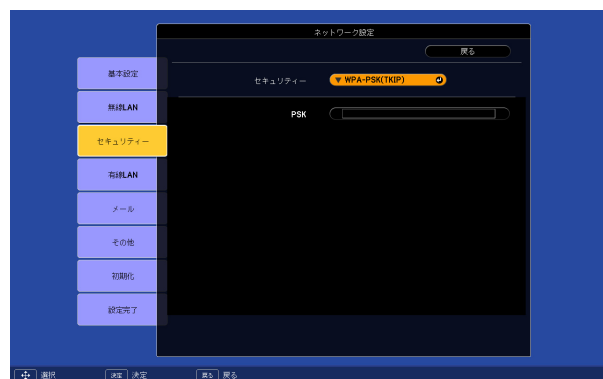 ネットワーク設定
戻る
基本設定
無線LAN
セキュリティー
有線LAN
メール
その他
初期化
設定完了
セキュリティー ▼ WPA-PSK(TKIP)
PSK
選択 決定 決定 戻る 戻る